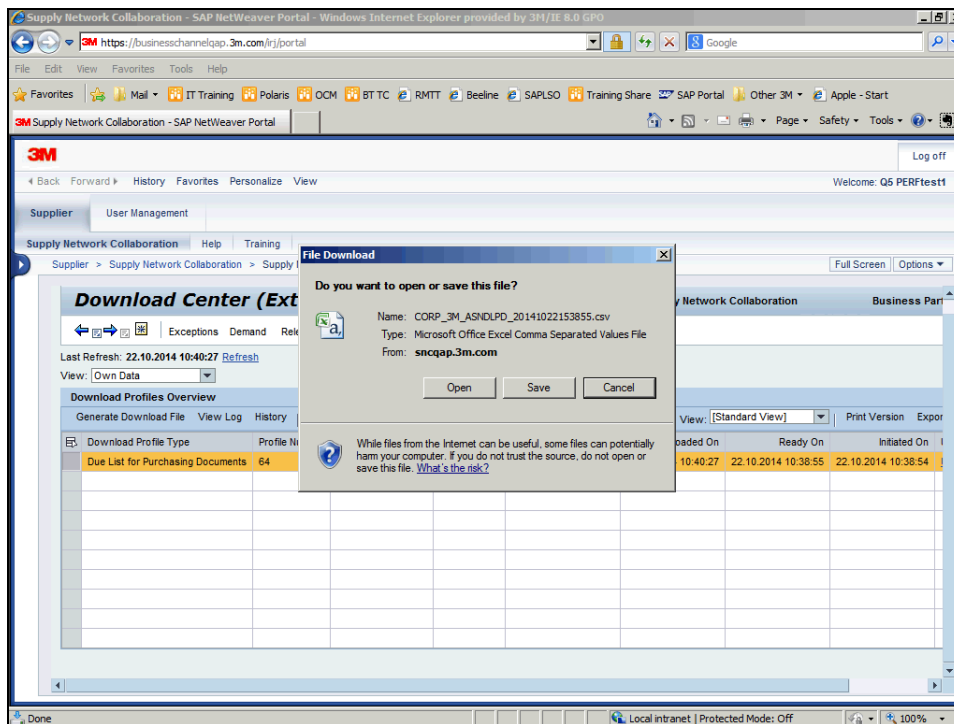 Supply Network Collaboration - SAP NetWeaver Portal - Windows Internet Explorer provided by 3M/IE 8.0 GPO
3M https://businesschannelqap.3m.com/irj/portal
Google
File Edit View Favorites Tools Help
Favorites Mail IT Training Polaris OCM BT TC RMTT Beeline SAPLSO Training Share SAP Portal Other 3M Apple - Start
3M Supply Network Collaboration - SAP NetWeaver Portal
Page Safety Tools
3M
Log off
Back Forward History Favorites Personalize View
Welcome: Q5 PERFtest1
Supplier User Management
Supply Network Collaboration Help Training
Supplier > Supply Network Collaboration > Supply
Full Screen Options
File Download
Do you want to open or save this file?
Name: CORP_3M_ASNDLPD_20141022153855.csv
Type: Microsoft Office Excel Comma Separated Values File
From: sncqap.3m.com
Open Save Cancel
While files from the Internet can be useful, some files can potentially
harm your computer. If you do not trust the source, do not open or
save this file. What's the risk?
Download Center (Ext
y Network Collaboration Business Part
Exceptions Demand Rele
Last Refresh: 22.10.2014 10:40:27 Refresh
View: Own Data
Download Profiles Overview
Generate Download File View Log History
View: [Standard View] Print Version Expor
Download Profile Type Profile Nu oaded On Ready On Initiated On
Due List for Purchasing Documents 64 10:40:27 22.10.2014 10:38:55 22.10.2014 10:38:54
Done
Local intranet | Protected Mode: Off
100%